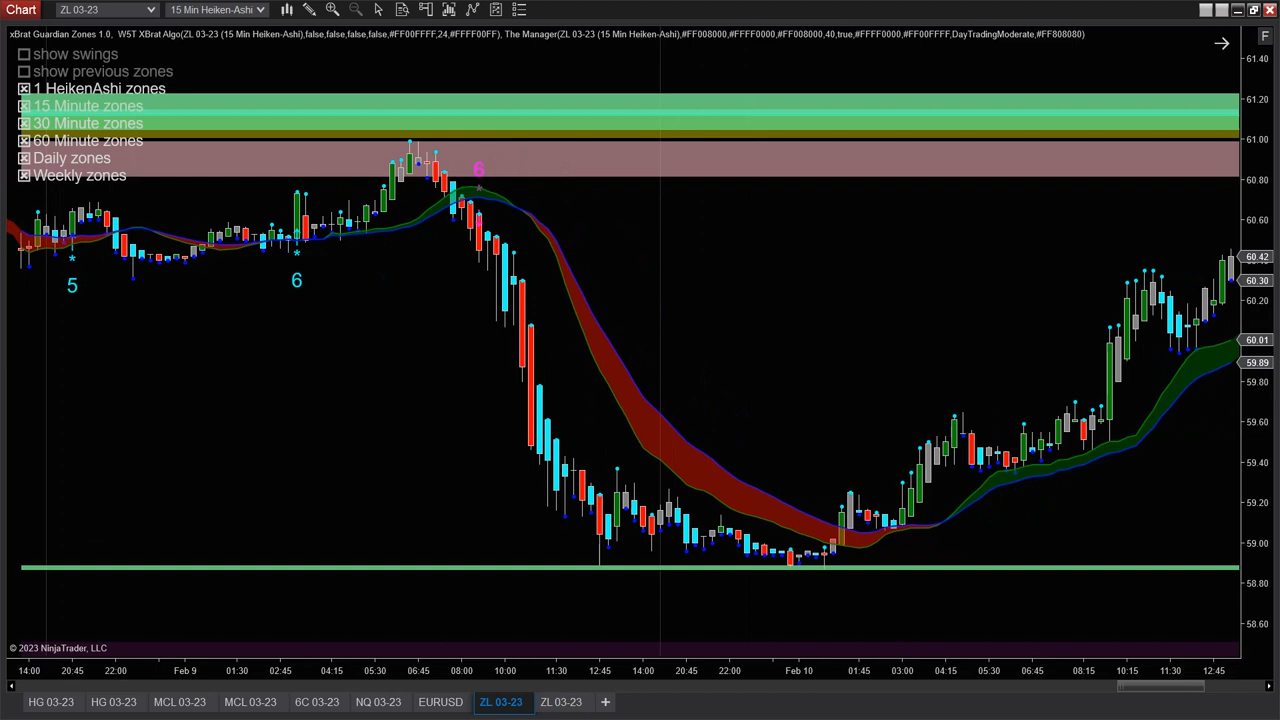 Chart ZL 03-23 15 Min Heiken-Ashi
xBrat Guardian Zones 1.0, W5T XBrat Algo(ZL 03-23 (15 Min Heiken-Ashi),false,false,false,false,#FF00FFFF,24,#FFFF00FF), The Manager(ZL 03-23 (15 Min Heiken-Ashi),#FF008000,#FFFF0000,#FF008000,40,true,#FFFF0000,#FF00FFFF,DayTradingModerate,#FF808080)
F
show swings
show previous zones
1 HeikenAshi zones
15 Minute zones
30 Minute zones
60 Minute zones
Daily zones
Weekly zones
6
5
6
61.40
61.20
61.00
60.80
60.60
60.42
60.30
60.20
60.01
59.89
59.80
59.60
59.40
59.20
59.00
58.80
58.60
© 2023 NinjaTrader, LLC
14:00 20:45 22:00 Feb 9 01:30 02:45 04:15 05:30 06:45 08:00 10:00 11:30 12:45 14:00 20:45 22:00 Feb 10 01:45 03:00 04:15 05:30 06:45 08:15 10:15 11:30 12:45
HG 03-23 HG 03-23 MCL 03-23 MCL 03-23 6C 03-23 NQ 03-23 EURUSD ZL 03-23 ZL 03-23 +